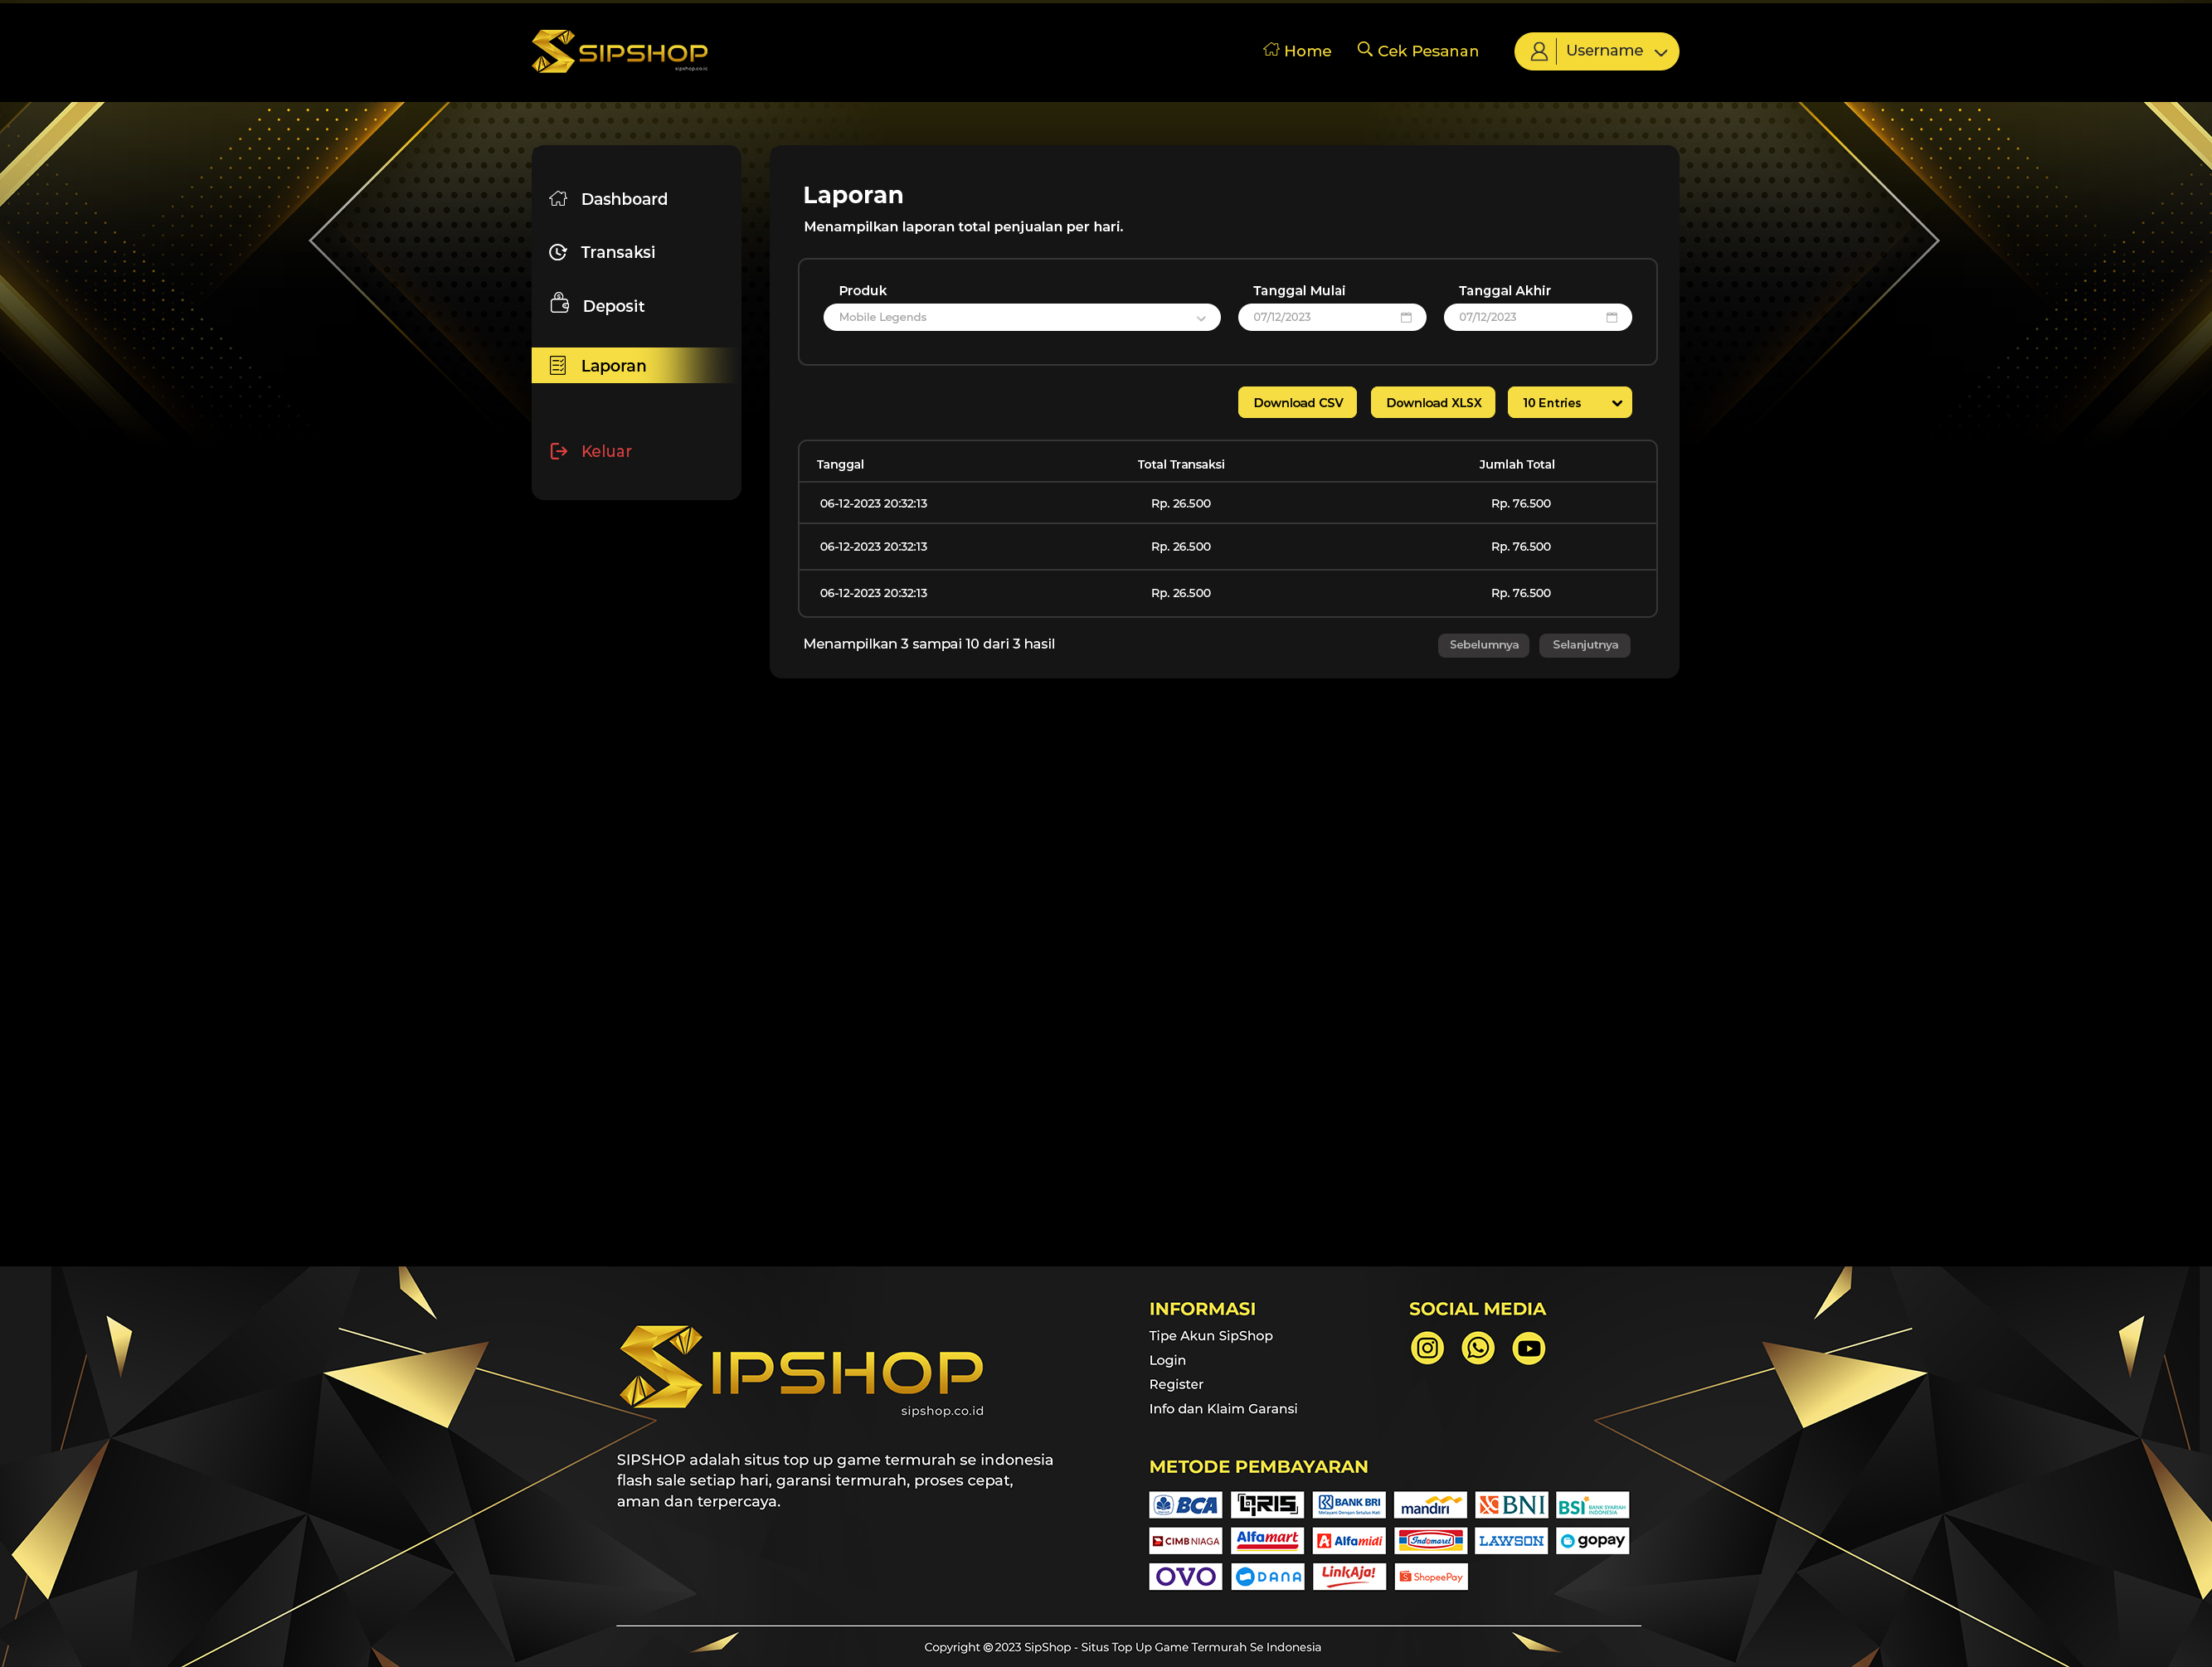 SIPSHOP
sipshop.co.id
Home
Cek Pesanan
Username
Dashboard
Transaksi
Deposit
Laporan
Keluar
Laporan
Menampilkan laporan total penjualan per hari.
Produk
Mobile Legends
Tanggal Mulai
07/12/2023
Tanggal Akhir
07/12/2023
Download CSV
Download XLSX
10 Entries
Tanggal Total Transaksi Jumlah Total
06-12-2023 20:32:13 Rp. 26.500 Rp. 76.500
06-12-2023 20:32:13 Rp. 26.500 Rp. 76.500
06-12-2023 20:32:13 Rp. 26.500 Rp. 76.500
Menampilkan 3 sampai 10 dari 3 hasil
Sebelumnya
Selanjutnya
SIPSHOP
sipshop.co.id
SIPSHOP adalah situs top up game termurah se indonesia
flash sale setiap hari, garansi termurah, proses cepat,
aman dan terpercaya.
INFORMASI
Tipe Akun SipShop
Login
Register
Info dan Klaim Garansi
SOCIAL MEDIA
METODE PEMBAYARAN
BCA
QRIS
BANK BRI
Melayani Dengan Setulus Hati
mandiri
BNI
BSI BANK SYARIAH
INDONESIA
CIMB NIAGA
Alfamart
Alfamidi
Indomaret
LAWSON
gopay
OVO
DANA
LinkAja!
ShopeePay
Copyright © 2023 SipShop - Situs Top Up Game Termurah Se Indonesia